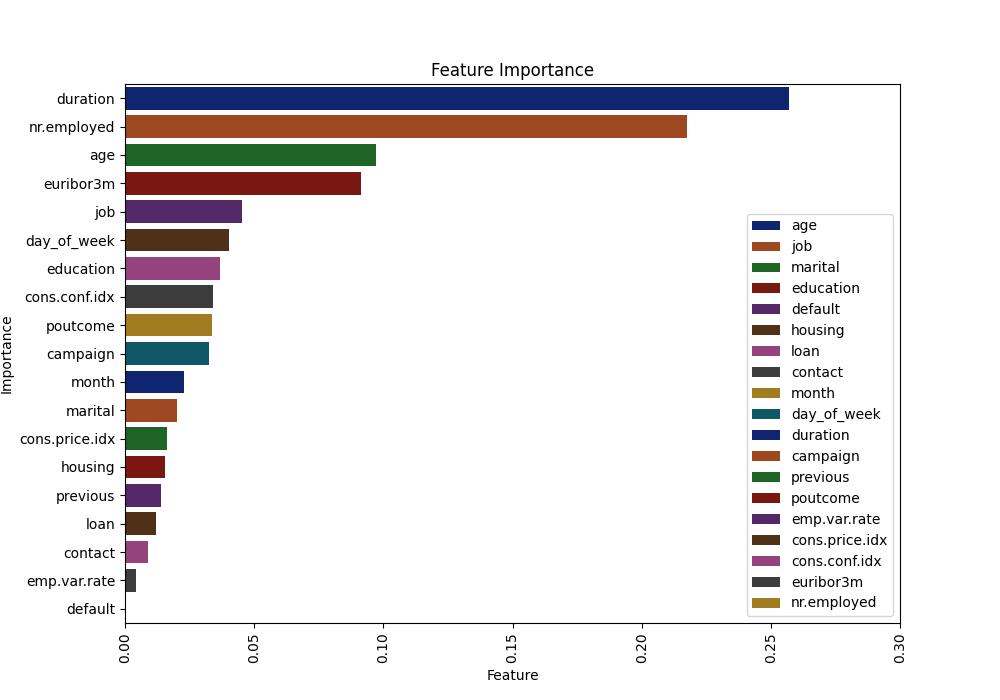 Feature Importance
duration
nr.employed
age
euribor3m
job
day_of_week
education
cons.conf.idx
poutcome
campaign
month
marital
cons.price.idx
housing
previous
loan
contact
emp.var.rate
default
Importance
age
job
marital
education
default
housing
loan
contact
month
day_of_week
duration
campaign
previous
poutcome
emp.var.rate
cons.price.idx
cons.conf.idx
euribor3m
nr.employed
0.00
0.05
0.10
0.15
0.20
0.25
0.30
Feature